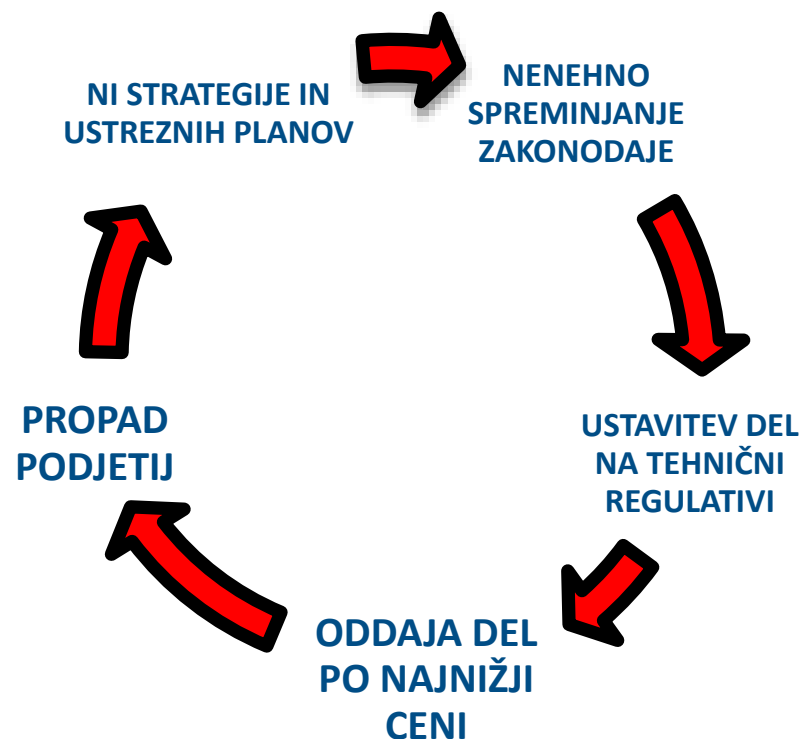 NI STRATEGIJE IN
USTREZNIH PLANOV
NENEHNO
SPREMINJANJE
ZAKONODAJE
USTAVITEV DEL
NA TEHNIČNI
REGULATIVI
ODDAJA DEL
PO NAJNIŽJI
CENI
PROPAD
PODJETIJ